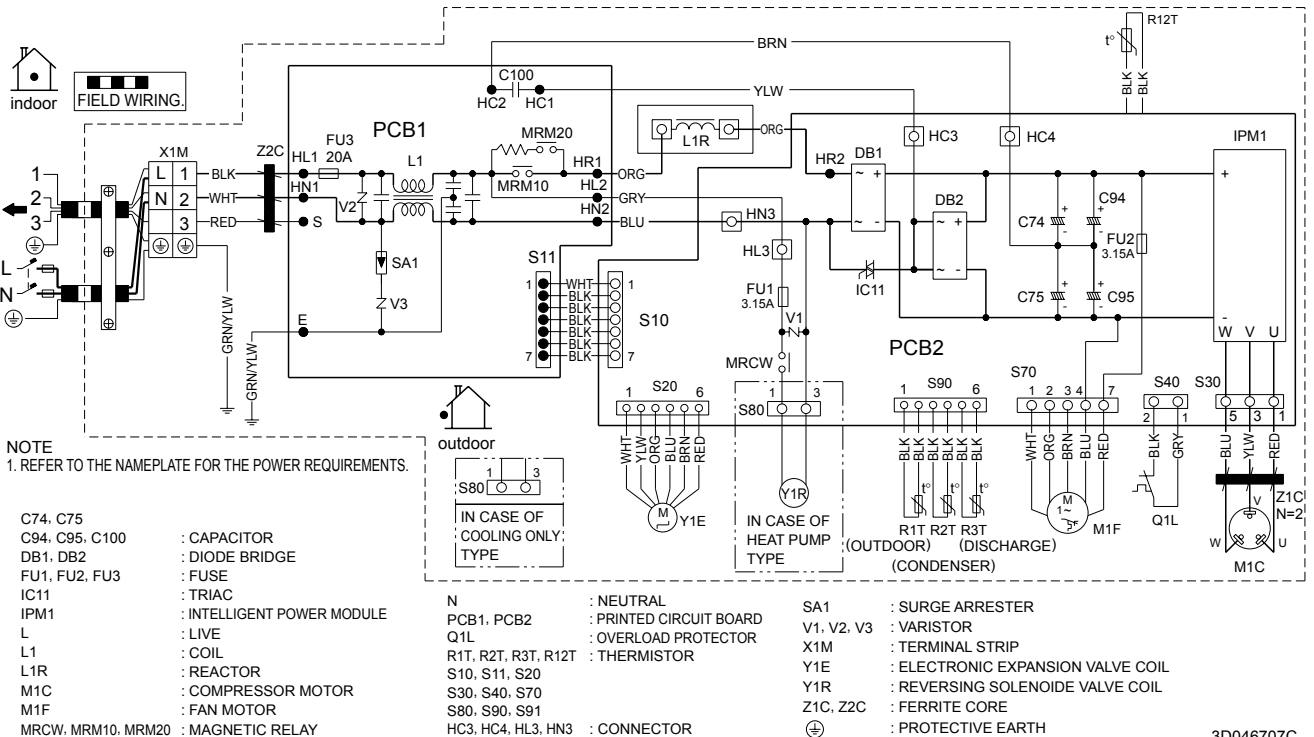 R12T
t°
BRN
BLK
BLK
indoor
FIELD WIRING.
C100
HC2 HC1
YLW
PCB1
MRM20
L1R
ORG
HC3
HC4
IPM1
X1M
Z2C
HL1
FU3
20A
L1
MRM10
HR1
HL2
HN2
ORG
GRY
BLU
HR2
DB1
DB2
1
2
3
L 1
N 2
3
BLK
WHT
RED
HN1
S
V2
~ +
~ -
~ +
~ -
+
-
C74
C94
+
+
FU2
3.15A
C75
C95
-
-
HN3
HL3
IC11
L
N
SA1
V3
E
S11
S10
1 WHT 1
BLK
BLK
BLK
BLK
BLK
7 BLK 7
FU1
3.15A
V1
MRCW
PCB2
W V U
GRN/YLW
GRN/YLW
outdoor
S80 1 3
IN CASE OF
COOLING ONLY
TYPE
S20
1 6
WHT
YLW
ORG
BLU
BRN
RED
M
Y1E
S80 1 3
Y1R
IN CASE OF
HEAT PUMP
TYPE
S90
1 6
BLK
BLK
BLK
BLK
BLK
BLK
t° t° t°
R1T R2T R3T
(OUTDOOR) (DISCHARGE)
(CONDENSER)
S70
1 2 3 4 7
WHT
ORG
BRN
BLU
RED
M
1~
M1F
S40
2 1
BLK
GRY
Q1L
S30
5 3 1
BLU
YLW
RED
Z1C
N=2
V
W U
M1C
NOTE
1. REFER TO THE NAMEPLATE FOR THE POWER REQUIREMENTS.
C74, C75
C94, C95, C100 : CAPACITOR
DB1, DB2 : DIODE BRIDGE
FU1, FU2, FU3 : FUSE
IC11 : TRIAC
IPM1 : INTELLIGENT POWER MODULE
L : LIVE
L1 : COIL
L1R : REACTOR
M1C : COMPRESSOR MOTOR
M1F : FAN MOTOR
MRCW, MRM10, MRM20 : MAGNETIC RELAY
N : NEUTRAL
PCB1, PCB2 : PRINTED CIRCUIT BOARD
Q1L : OVERLOAD PROTECTOR
R1T, R2T, R3T, R12T : THERMISTOR
S10, S11, S20
S30, S40, S70
S80, S90, S91
HC3, HC4, HL3, HN3 : CONNECTOR
SA1 : SURGE ARRESTER
V1, V2, V3 : VARISTOR
X1M : TERMINAL STRIP
Y1E : ELECTRONIC EXPANSION VALVE COIL
Y1R : REVERSING SOLENOIDE VALVE COIL
Z1C, Z2C : FERRITE CORE
: PROTECTIVE EARTH
3D046707C